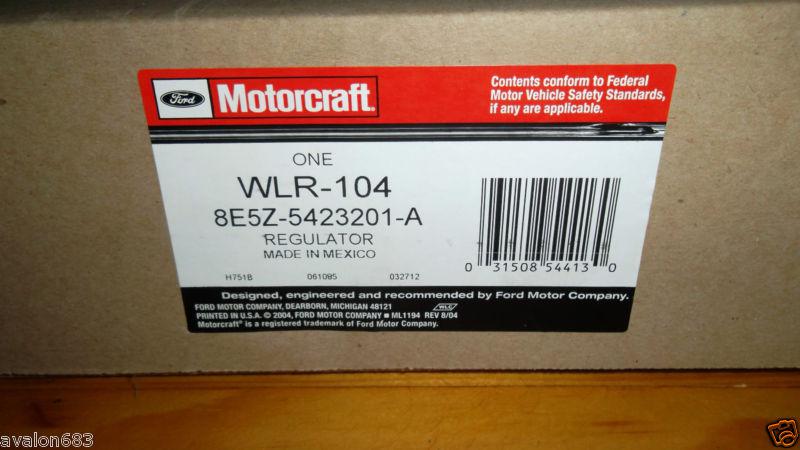 Ford
Motorcraft®
Contents conform to Federal
Motor Vehicle Safety Standards,
if any are applicable.
ONE
WLR-104
8E5Z-5423201-A
REGULATOR
MADE IN MEXICO
H751B 061085 032712
0 31508 54413 0
Designed, engineered and recommended by Ford Motor Company.
FORD MOTOR COMPANY, DEARBORN, MICHIGAN 48121
PRINTED IN U.S.A. © 2004, FORD MOTOR COMPANY ■ ML1194 REV 8/04
Motorcraft® is a registered trademark of Ford Motor Company.
avalon683